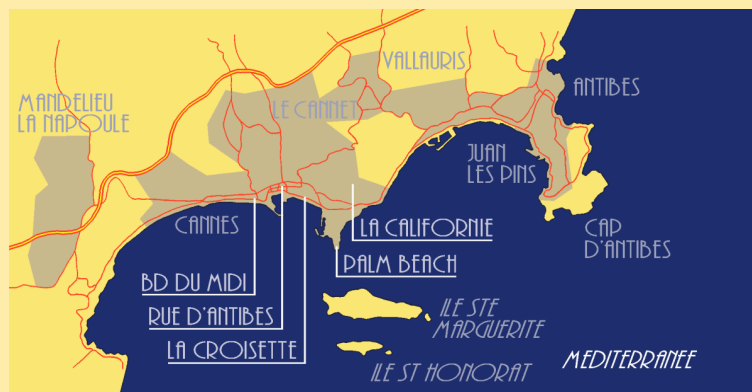 VALLAURIS
ANTIBES
MANDELIEU
LA NAPOULE
LE CANNET
JUAN
LES PINS
CANNES
LA CALIFORNIE
CAP
D'ANTIBES
PALM BEACH
BD DU MIDI
RUE D'ANTIBES
LA CROISETTE
ILE STE
MARGUERITE
ILE ST HONORAT
MEDITERRANEE